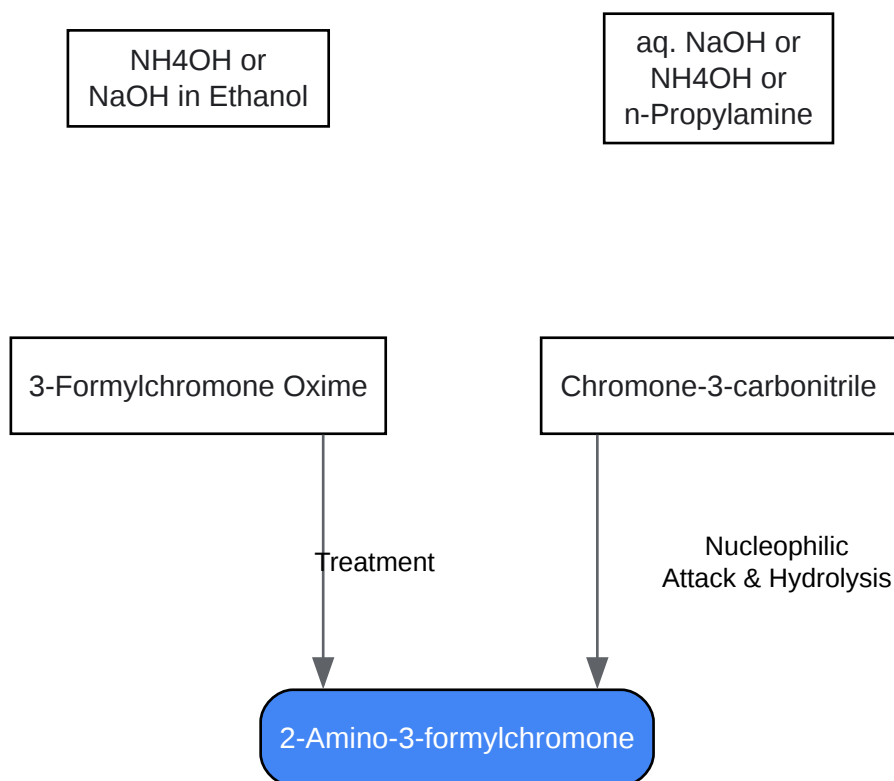 NH4OH or
NaOH in Ethanol
aq. NaOH or
NH4OH or
n-Propylamine
3-Formylchromone Oxime
Chromone-3-carbonitrile
Treatment
Nucleophilic
Attack & Hydrolysis
2-Amino-3-formylchromone